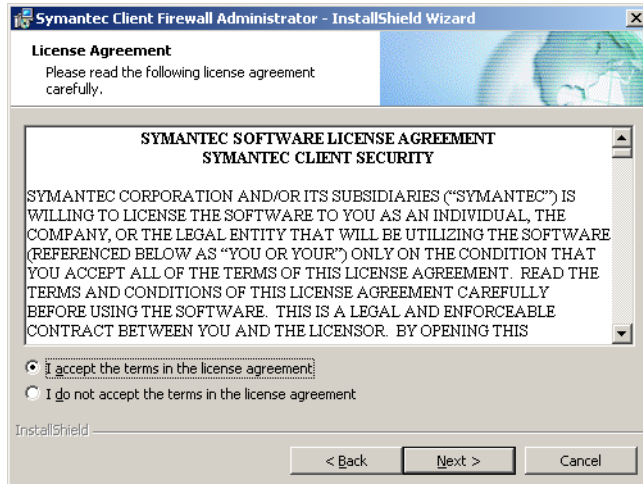 Symantec Client Firewall Administrator - InstallShield Wizard
License Agreement
Please read the following license agreement
carefully.
SYMANTEC SOFTWARE LICENSE AGREEMENT
SYMANTEC CLIENT SECURITY
SYMANTEC CORPORATION AND/OR ITS SUBSIDIARIES (“SYMANTEC”) IS
WILLING TO LICENSE THE SOFTWARE TO YOU AS AN INDIVIDUAL, THE
COMPANY, OR THE LEGAL ENTITY THAT WILL BE UTILIZING THE SOFTWARE
(REFERENCED BELOW AS “YOU OR YOUR”) ONLY ON THE CONDITION THAT
YOU ACCEPT ALL OF THE TERMS OF THIS LICENSE AGREEMENT. READ THE
TERMS AND CONDITIONS OF THIS LICENSE AGREEMENT CAREFULLY
BEFORE USING THE SOFTWARE. THIS IS A LEGAL AND ENFORCEABLE
CONTRACT BETWEEN YOU AND THE LICENSOR. BY OPENING THIS
I accept the terms in the license agreement
I do not accept the terms in the license agreement
InstallShield
< Back Next > Cancel